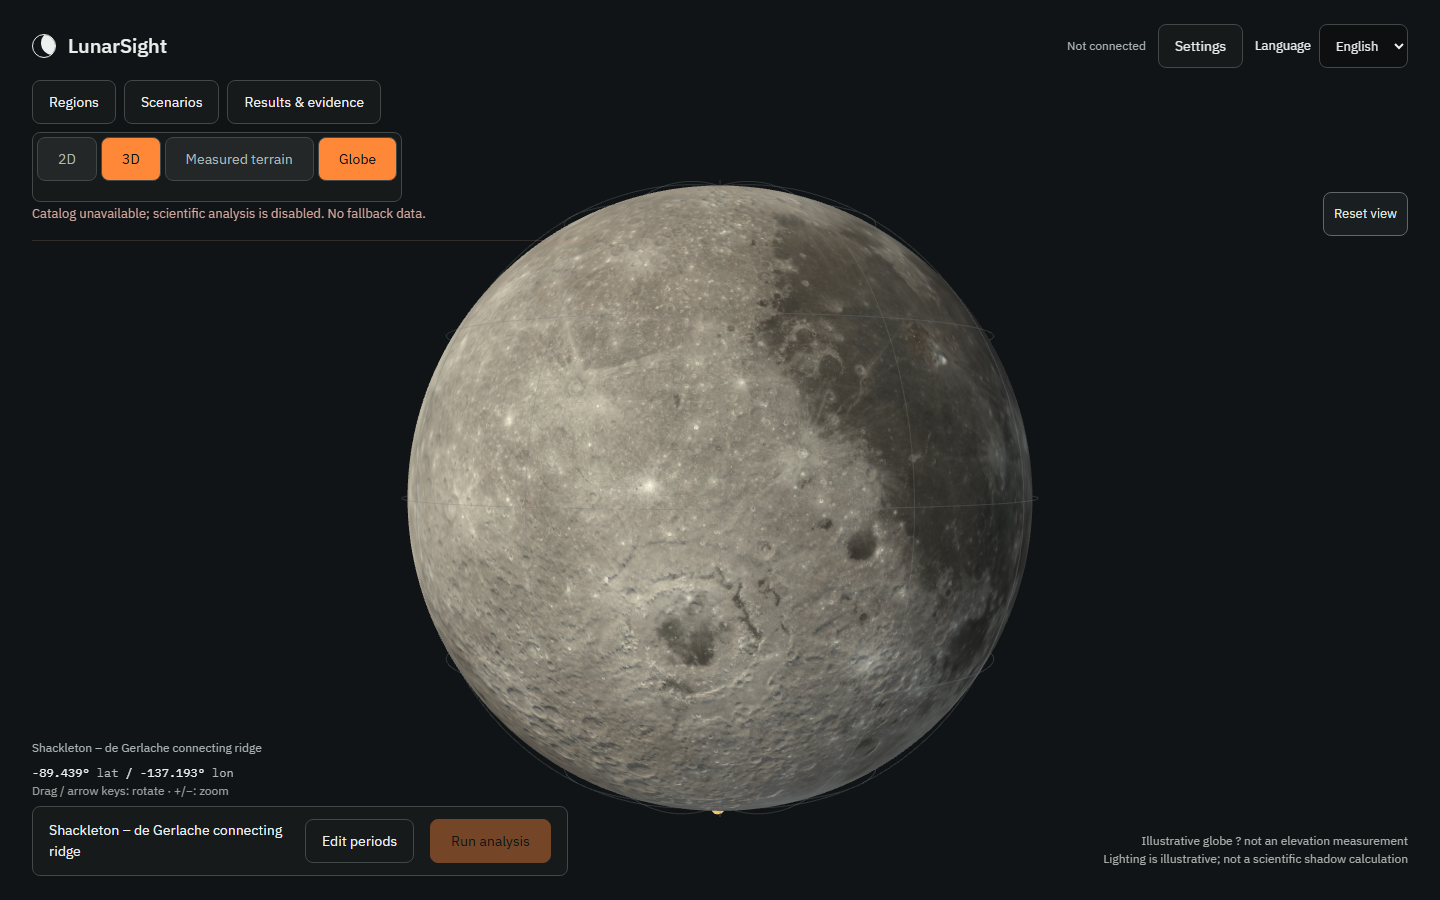 LunarSight
Not connected
Settings
Language
English
Regions
Scenarios
Results & evidence
2D
3D
Measured terrain
Globe
Catalog unavailable; scientific analysis is disabled. No fallback data.
Reset view
Shackleton – de Gerlache connecting ridge
-89.439° lat / -137.193° lon
Drag / arrow keys: rotate · +/−: zoom
Shackleton – de Gerlache connecting
ridge
Edit periods
Run analysis
Illustrative globe ? not an elevation measurement
Lighting is illustrative; not a scientific shadow calculation